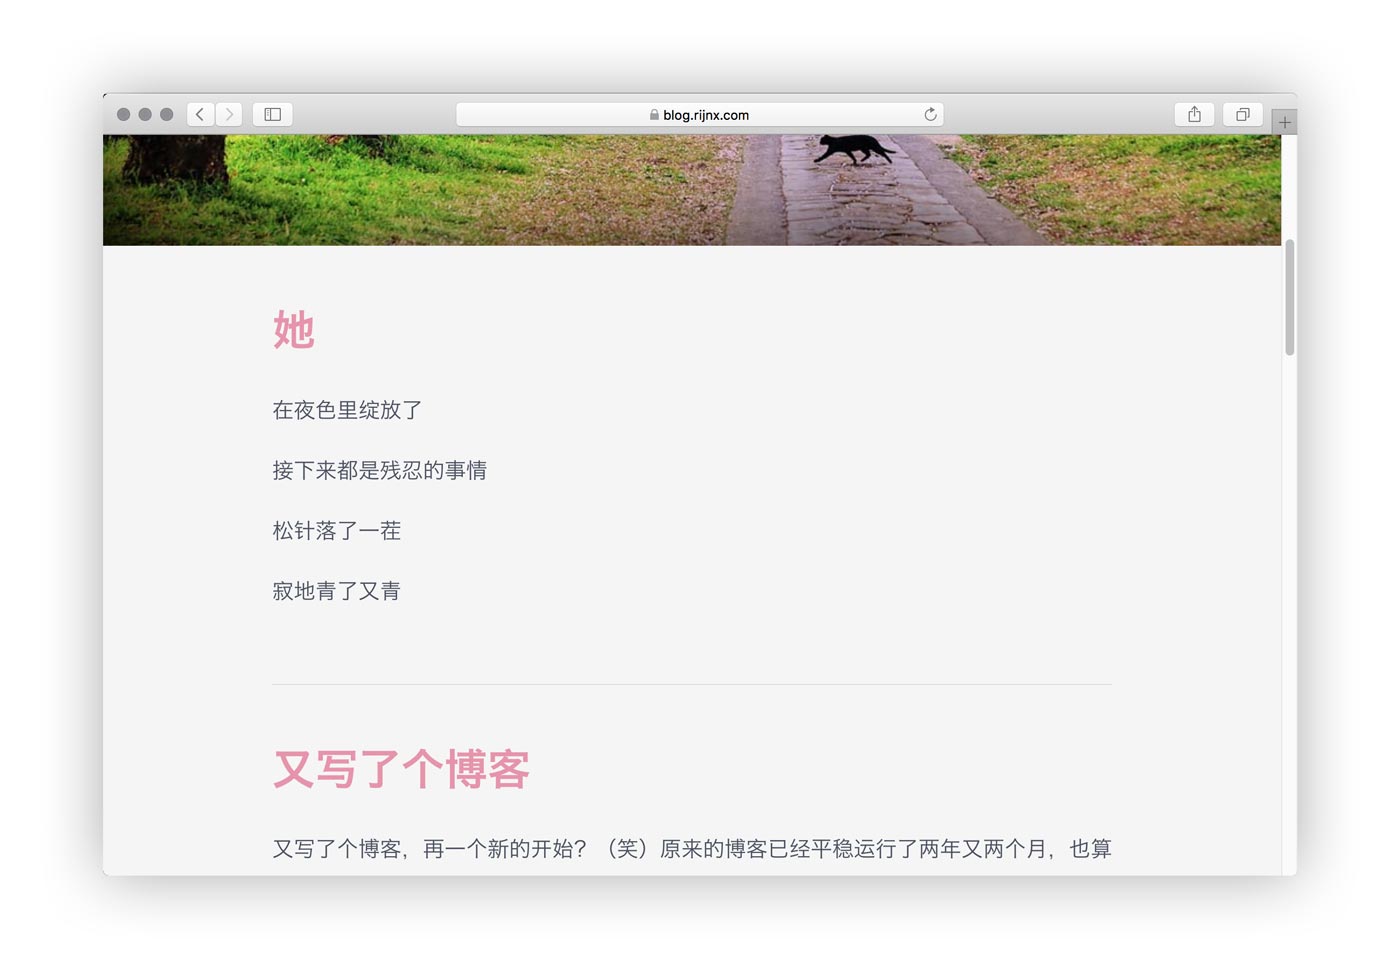 blog.rijnx.com
她
在夜色里绽放了
接下来都是残忍的事情
松针落了一茬
寂地青了又青
又写了个博客
又写了个博客，再一个新的开始？（笑）原来的博客已经平稳运行了两年又两个月，也算